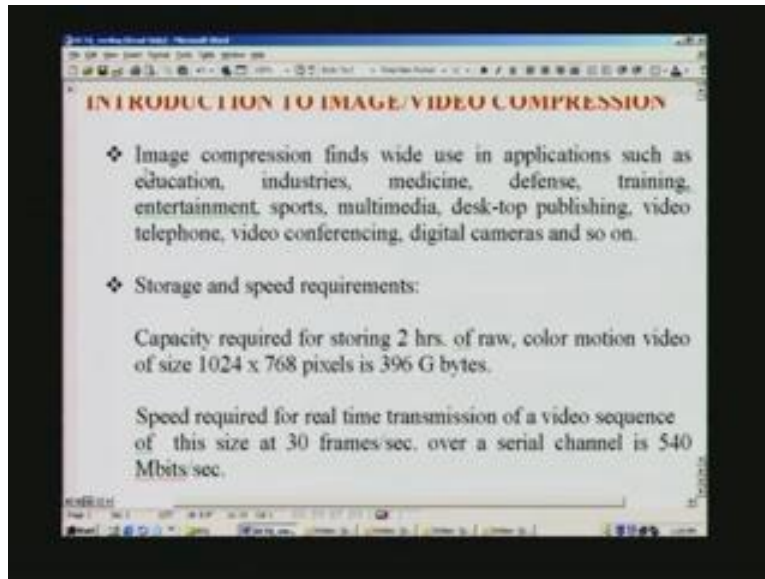 INTRODUCTION TO IMAGE/VIDEO COMPRESSION
❖ Image compression finds wide use in applications such as
education, industries, medicine, defense, training,
entertainment, sports, multimedia, desk-top publishing, video
telephone, video conferencing, digital cameras and so on.
❖ Storage and speed requirements:
Capacity required for storing 2 hrs. of raw, color motion video
of size 1024 x 768 pixels is 396 G bytes.
Speed required for real time transmission of a video sequence
of this size at 30 frames/sec. over a serial channel is 540
Mbits/sec.